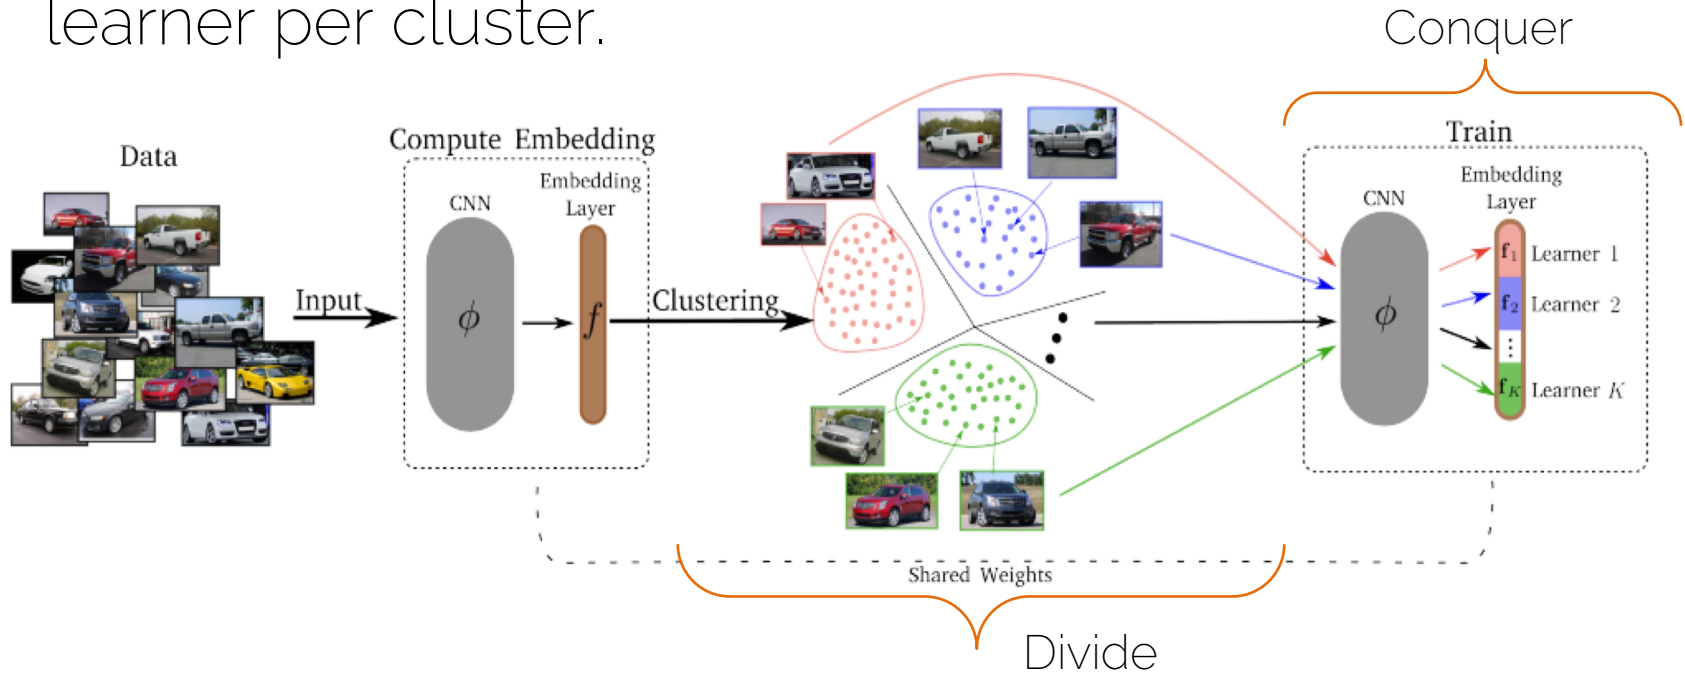 learner per cluster.
Conquer
Data
Compute Embedding
CNN
Embedding
Layer
ϕ
f
Input
Clustering
Train
CNN
Embedding
Layer
ϕ
f1 Learner 1
f2 Learner 2
⋮
fK Learner K
Shared Weights
Divide